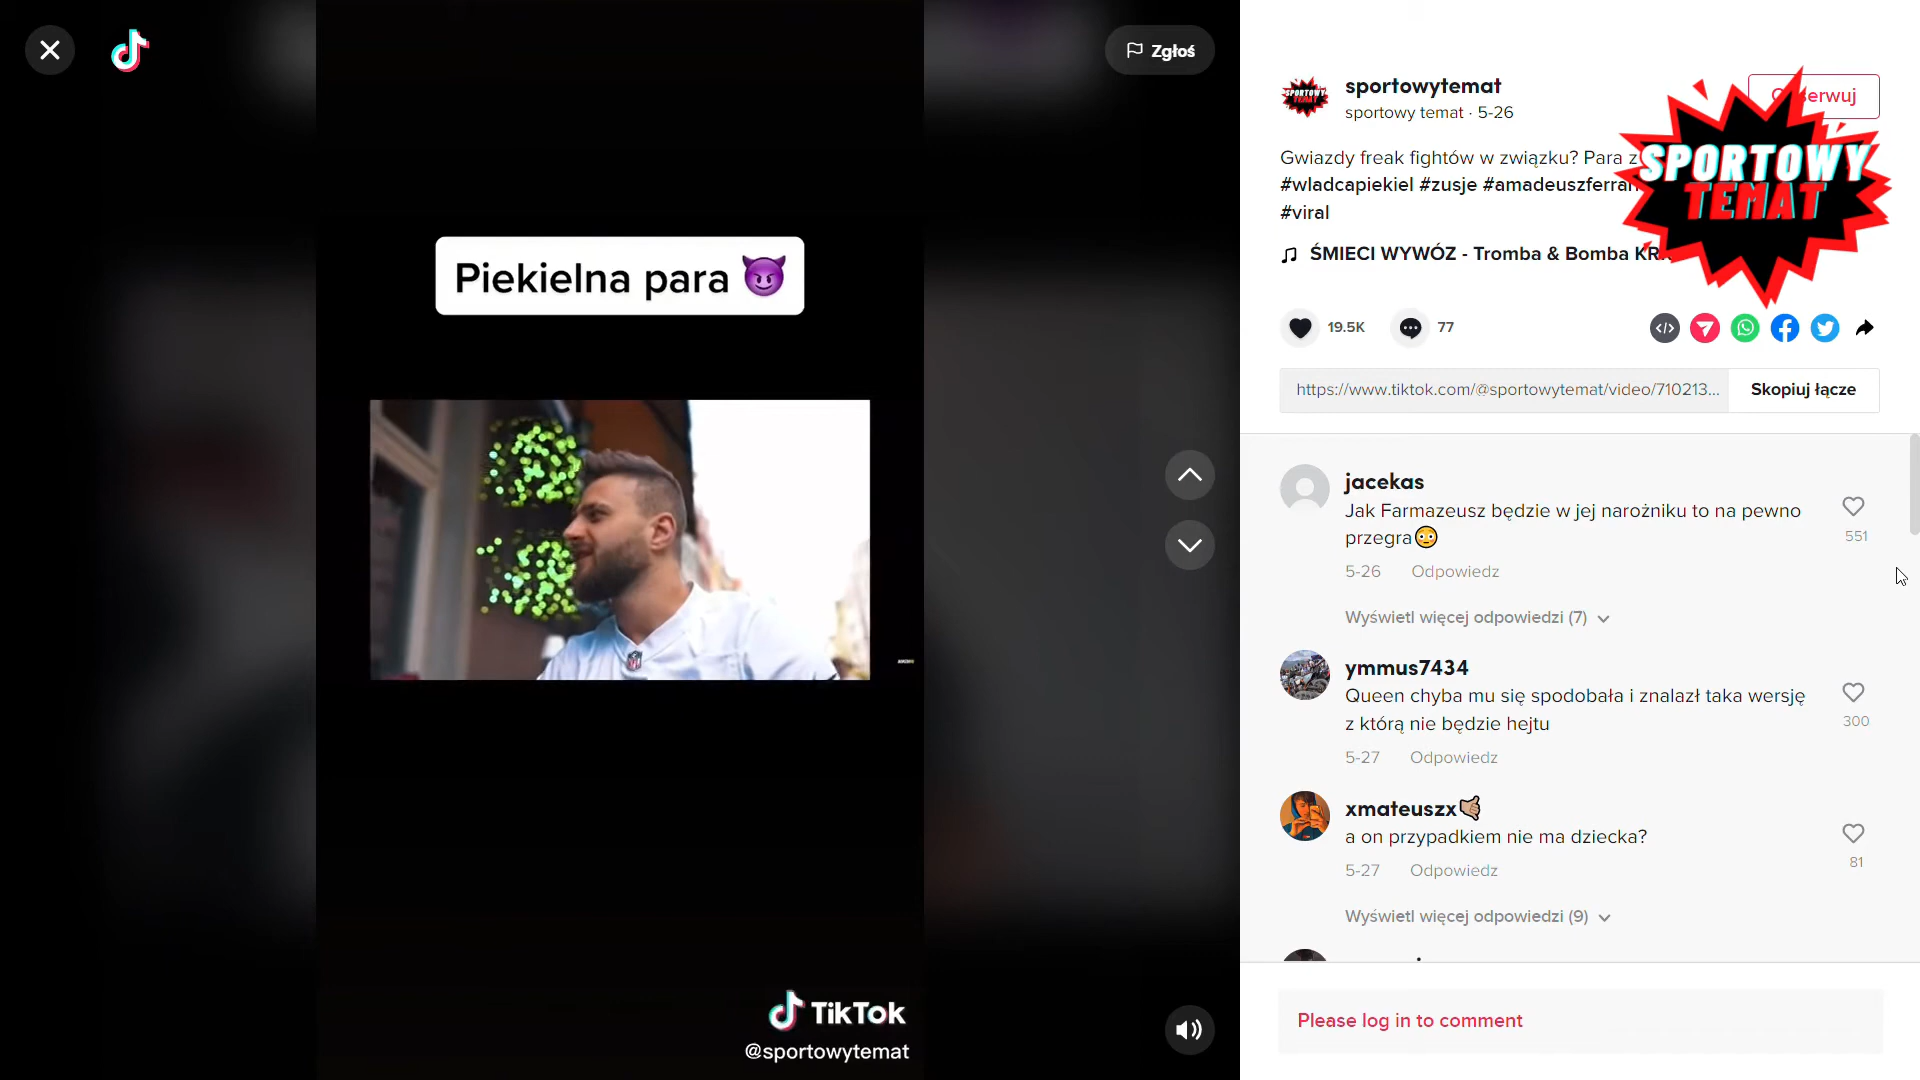 Zgłoś
Piekielna para
TikTok
@sportowytemat
sportowytemat
sportowy temat · 5-26
SPORTOWY
TEMAT
Gwiazdy freak fightów w związku? Para z
#wladcapiekiel #zusje
#viral
ŚMIECI WYWÓZ - Tromba & Bomba
19.5K
77
https://www.tiktok.com/@sportowytemat/video/710213...
Skopiuj łącze
jacekas
Jak Farmazeusz będzie w jej narożniku to na pewno
przegra
551
5-26 Odpowiedz
Wyświetl więcej odpowiedzi (7)
ymmus7434
Queen chyba mu się spodobała i znalazł taka wersję
z którą nie będzie hejtu
300
5-27 Odpowiedz
xmateuszx
a on przypadkiem nie ma dziecka?
81
5-27 Odpowiedz
Wyświetl więcej odpowiedzi (9)
Please log in to comment